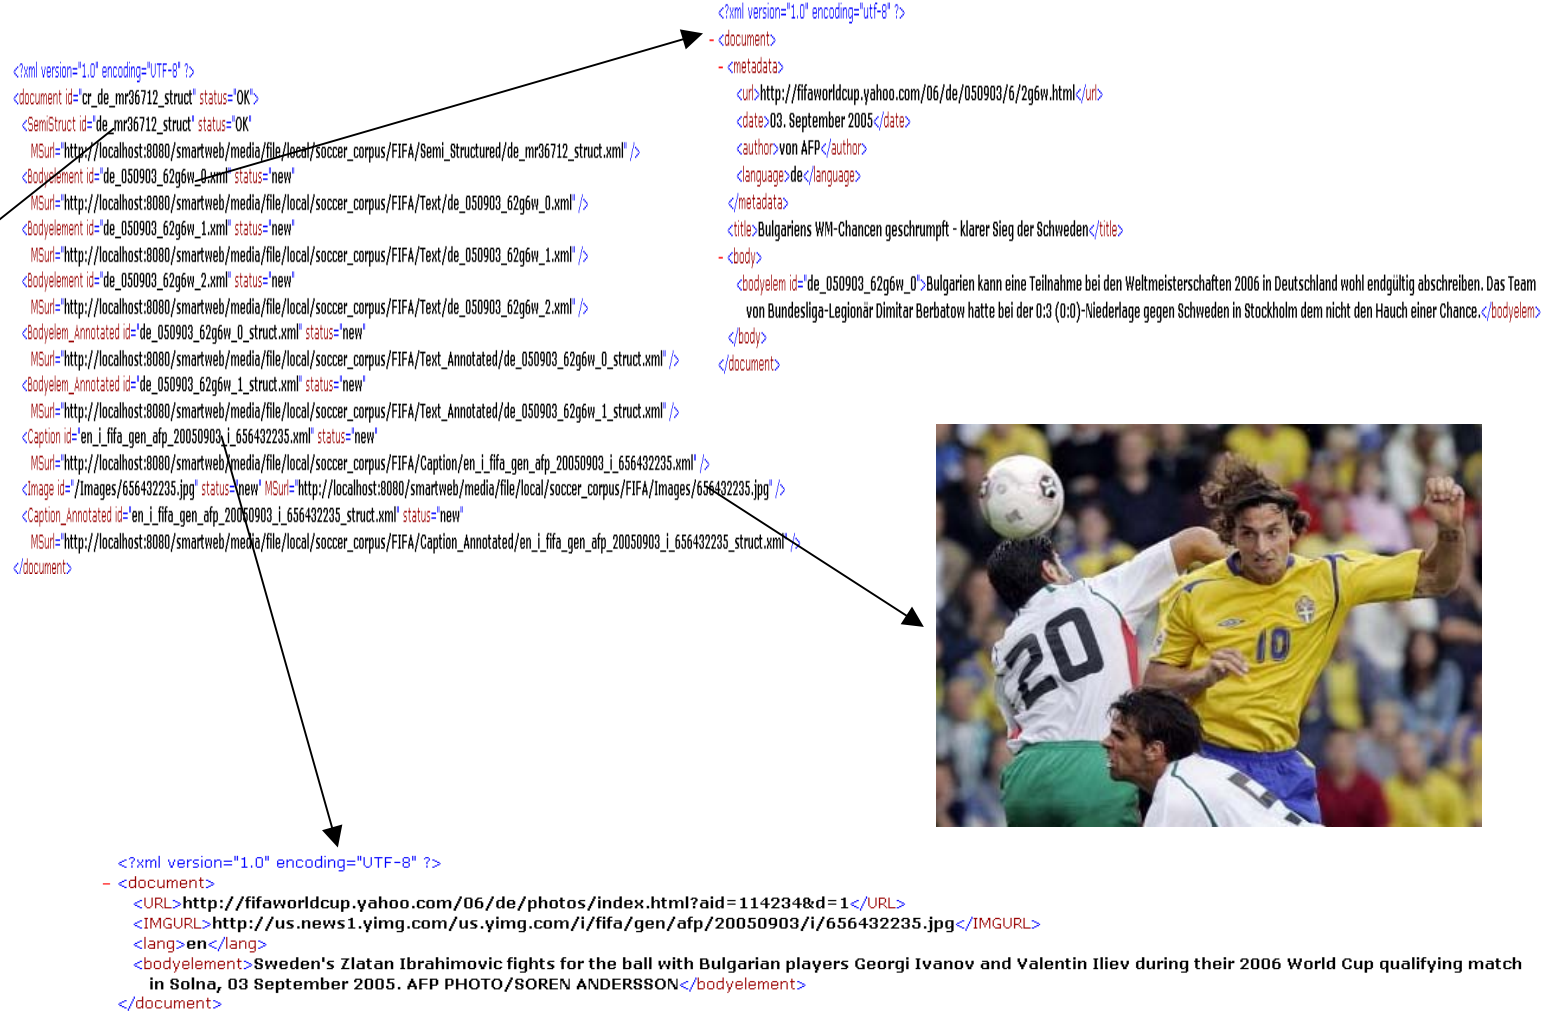 <?xml version="1.0" encoding="UTF-8" ?>
<document id="cr_de_mr36712_struct" status="OK">
<SemiStruct id="de_mr36712_struct" status="OK"
MSurl="http://localhost:8080/smartweb/media/file/local/soccer_corpus/FIFA/Semi_Structured/de_mr36712_struct.xml" />
<Bodyelement id="de_050903_62g6w_0.xml" status="new"
MSurl="http://localhost:8080/smartweb/media/file/local/soccer_corpus/FIFA/Text/de_050903_62g6w_0.xml" />
<Bodyelement id="de_050903_62g6w_1.xml" status="new"
MSurl="http://localhost:8080/smartweb/media/file/local/soccer_corpus/FIFA/Text/de_050903_62g6w_1.xml" />
<Bodyelement id="de_050903_62g6w_2.xml" status="new"
MSurl="http://localhost:8080/smartweb/media/file/local/soccer_corpus/FIFA/Text/de_050903_62g6w_2.xml" />
<Bodyelem_Annotated id="de_050903_62g6w_0_struct.xml" status="new"
MSurl="http://localhost:8080/smartweb/media/file/local/soccer_corpus/FIFA/Text_Annotated/de_050903_62g6w_0_struct.xml" />
<Bodyelem_Annotated id="de_050903_62g6w_1_struct.xml" status="new"
MSurl="http://localhost:8080/smartweb/media/file/local/soccer_corpus/FIFA/Text_Annotated/de_050903_62g6w_1_struct.xml" />
<Caption id="en_i_fifa_gen_afp_20050903_i_656432235.xml" status="new"
MSurl="http://localhost:8080/smartweb/media/file/local/soccer_corpus/FIFA/Caption/en_i_fifa_gen_afp_20050903_i_656432235.xml" />
<Image id="/Images/656432235.jpg" status="new" MSurl="http://localhost:8080/smartweb/media/file/local/soccer_corpus/FIFA/Images/656432235.jpg" />
<Caption_Annotated id="en_i_fifa_gen_afp_20050903_i_656432235_struct.xml" status="new"
MSurl="http://localhost:8080/smartweb/media/file/local/soccer_corpus/FIFA/Caption_Annotated/en_i_fifa_gen_afp_20050903_i_656432235_struct.xml" />
</document>
<?xml version="1.0" encoding="utf-8" ?>
- <document>
- <metadata>
<url>http://fifaworldcup.yahoo.com/06/de/050903/6/2g6w.html</url>
<date>03. September 2005</date>
<author>von AFP</author>
<language>de</language>
</metadata>
<title>Bulgariens WM-Chancen geschrumpft - klarer Sieg der Schweden</title>
- <body>
<bodyelem id="de_050903_62g6w_0">Bulgarien kann eine Teilnahme bei den Weltmeisterschaften 2006 in Deutschland wohl endgültig abschreiben. Das Team
von Bundesliga-Legionär Dimitar Berbatow hatte bei der 0:3 (0:0)-Niederlage gegen Schweden in Stockholm dem nicht den Hauch einer Chance.</bodyelem>
</body>
</document>
20
10
<?xml version="1.0" encoding="UTF-8" ?>
- <document>
<URL>http://fifaworldcup.yahoo.com/06/de/photos/index.html?aid=114234&d=1</URL>
<IMGURL>http://us.news1.yimg.com/us.yimg.com/i/fifa/gen/afp/20050903/i/656432235.jpg</IMGURL>
<lang>en</lang>
<bodyelement>Sweden's Zlatan Ibrahimovic fights for the ball with Bulgarian players Georgi Ivanov and Valentin Iliev during their 2006 World Cup qualifying match
in Solna, 03 September 2005. AFP PHOTO/SOREN ANDERSSON</bodyelement>
</document>